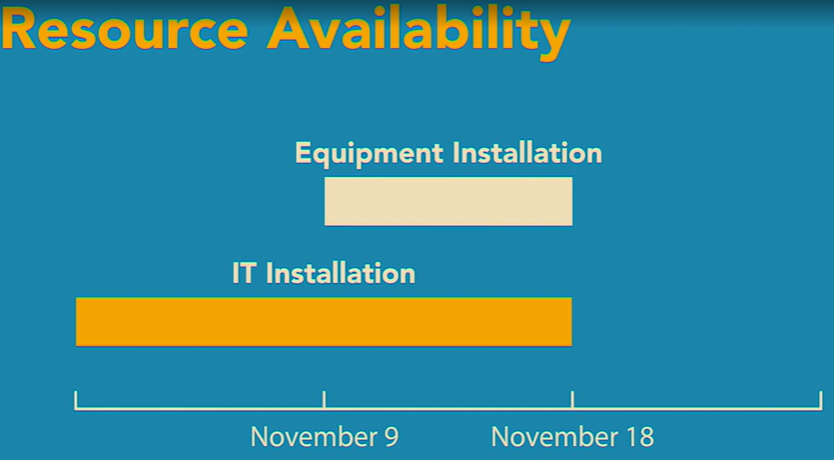 Resource Availability
Equipment Installation
IT Installation
November 9
November 18